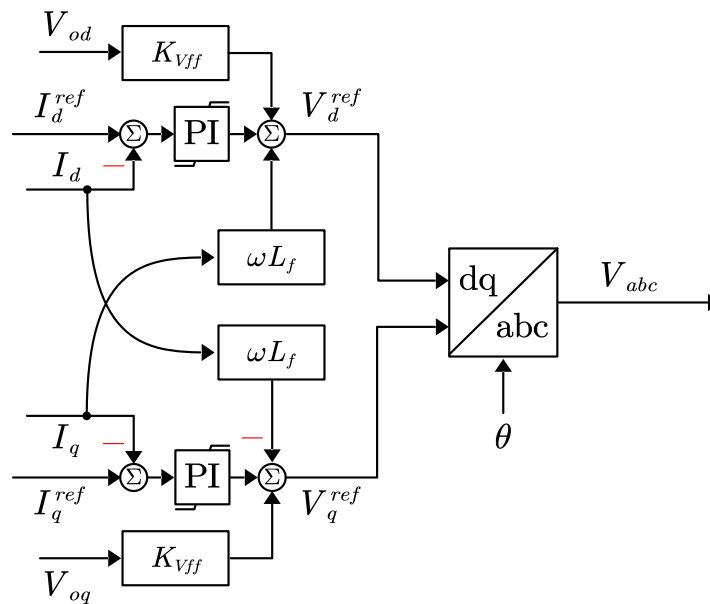 V_od
K_Vff
I_d^ref
Σ
PI
Σ
V_d^ref
−
I_d
ωL_f
dq
abc
V_abc
ωL_f
θ
I_q
−
−
Σ
PI
Σ
I_q^ref
V_q^ref
K_Vff
V_oq